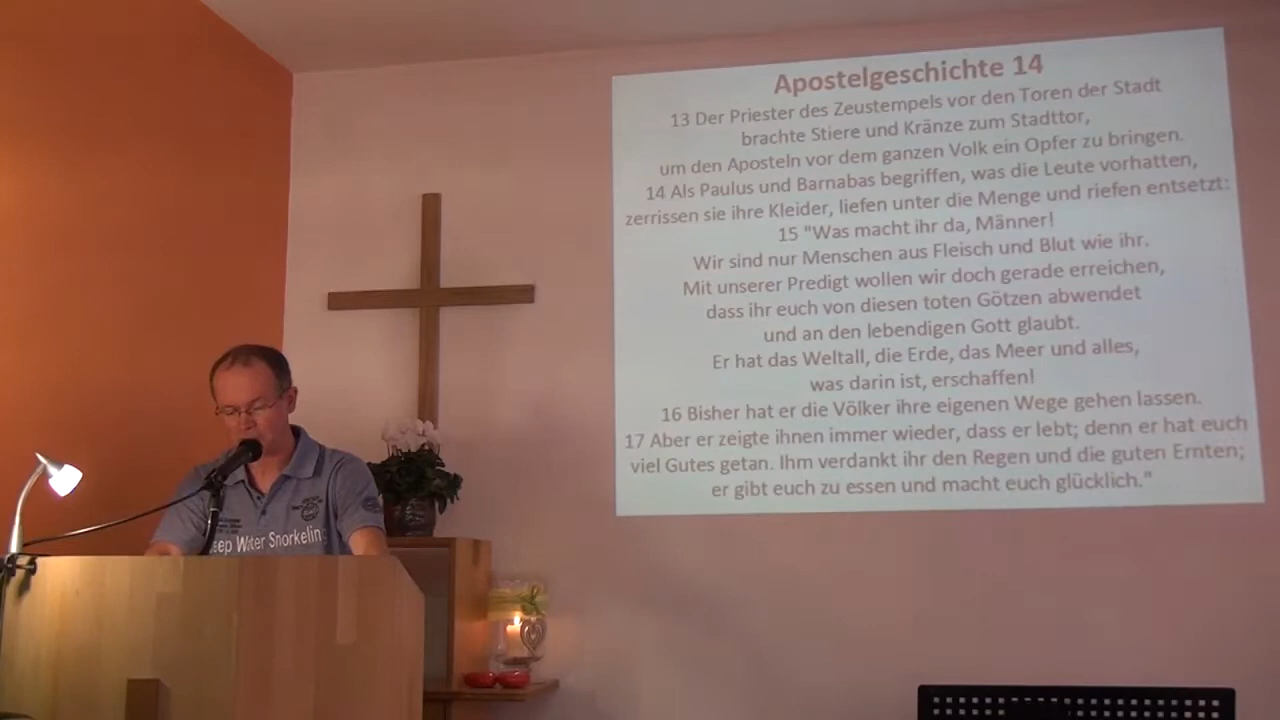 Apostelgeschichte 14
13 Der Priester des Zeustempels vor den Toren der Stadt
brachte Stiere und Kränze zum Stadttor,
um den Aposteln vor dem ganzen Volk ein Opfer zu bringen.
14 Als Paulus und Barnabas begriffen, was die Leute vorhatten,
zerrissen sie ihre Kleider, liefen unter die Menge und riefen entsetzt:
15 "Was macht ihr da, Männer!
Wir sind nur Menschen aus Fleisch und Blut wie ihr.
Mit unserer Predigt wollen wir doch gerade erreichen,
dass ihr euch von diesen toten Götzen abwendet
und an den lebendigen Gott glaubt.
Er hat das Weltall, die Erde, das Meer und alles,
was darin ist, erschaffen!
16 Bisher hat er die Völker ihre eigenen Wege gehen lassen.
17 Aber er zeigte ihnen immer wieder, dass er lebt; denn er hat euch
viel Gutes getan. Ihm verdankt ihr den Regen und die guten Ernten;
er gibt euch zu essen und macht euch glücklich."
eep Water Snorkeling